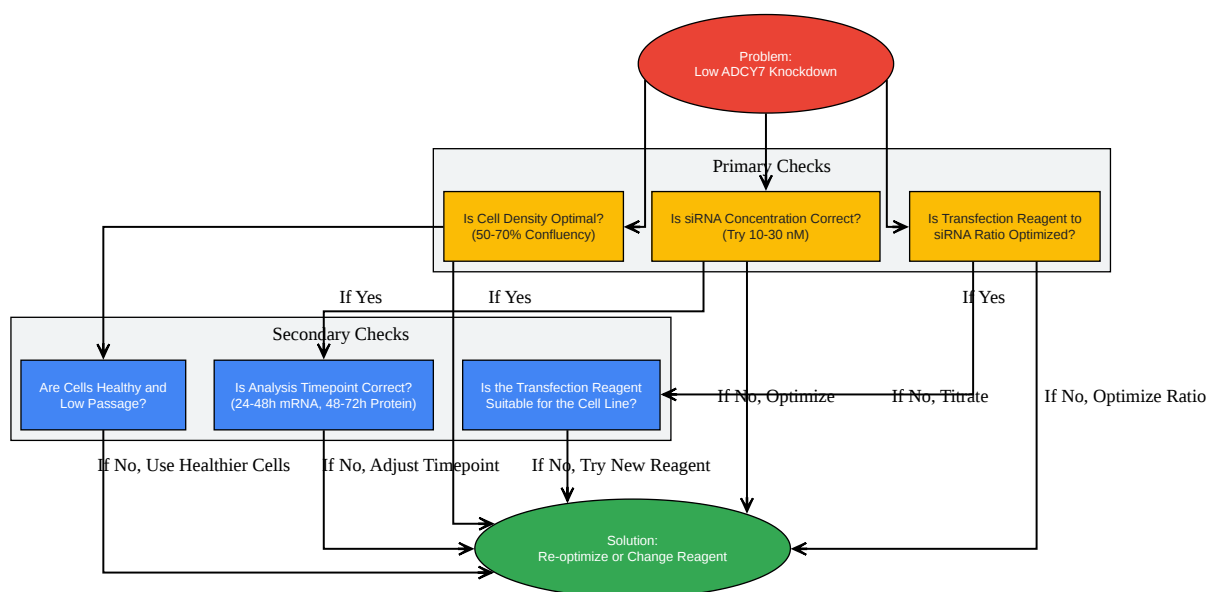 Problem:
Low ADCY7 Knockdown
Primary Checks
Is Cell Density Optimal?
(50-70% Confluency)
Is siRNA Concentration Correct?
(Try 10-30 nM)
Is Transfection Reagent to
siRNA Ratio Optimized?
If Yes
If Yes
If Yes
Secondary Checks
Are Cells Healthy and
Low Passage?
Is Analysis Timepoint Correct?
(24-48h mRNA, 48-72h Protein)
Is the Transfection Reagent
Suitable for the Cell Line?
If No, Optimize
If No, Titrate
If No, Optimize Ratio
If No, Use Healthier Cells
If No, Adjust Timepoint
If No, Try New Reagent
Solution:
Re-optimize or Change Reagent